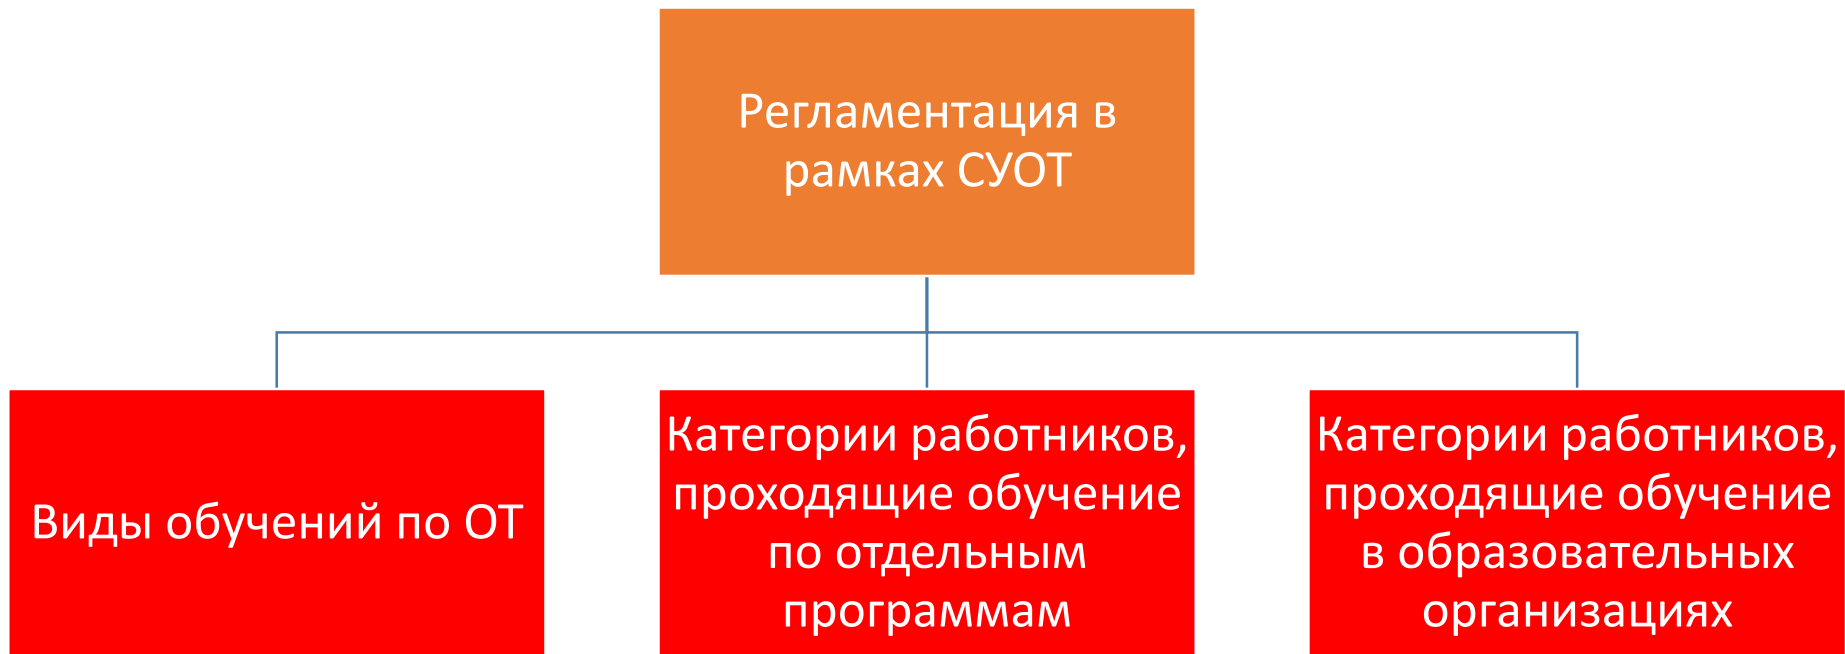 Регламентация в
рамках СУОТ
Виды обучений по ОТ
Категории работников,
проходящие обучение
по отдельным
программам
Категории работников,
проходящие обучение
в образовательных
организациях